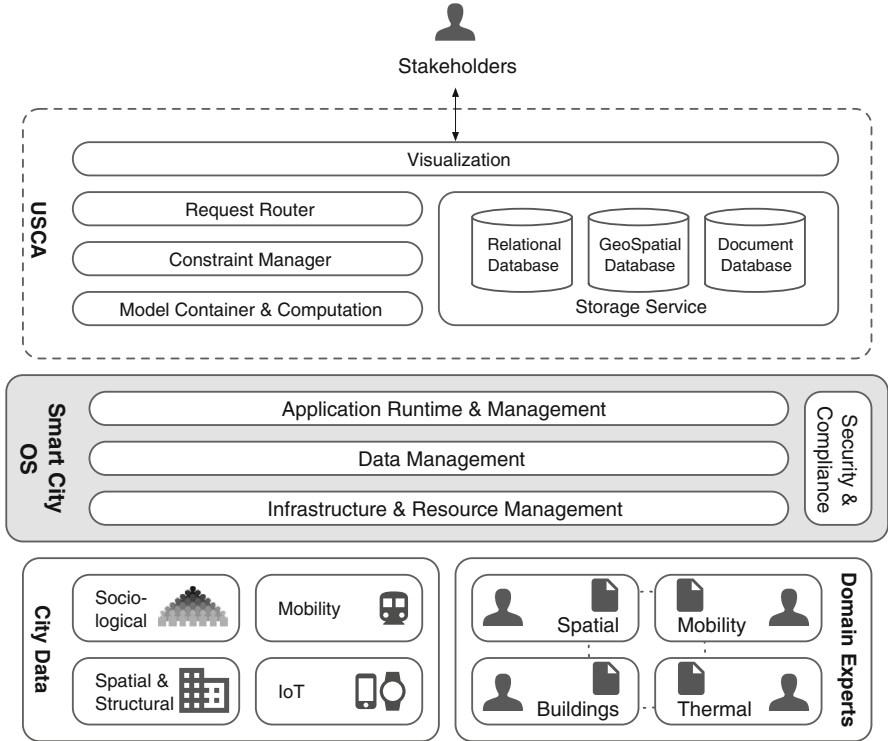 Stakeholders
USCA
Visualization
Request Router
Constraint Manager
Model Container & Computation
Relational
Database
GeoSpatial
Database
Document
Database
Storage Service
Smart City
OS
Application Runtime & Management
Data Management
Infrastructure & Resource Management
Security &
Compliance
City Data
Socio-
logical
Mobility
Spatial &
Structural
IoT
Spatial
Mobility
Buildings
Thermal
Domain Experts